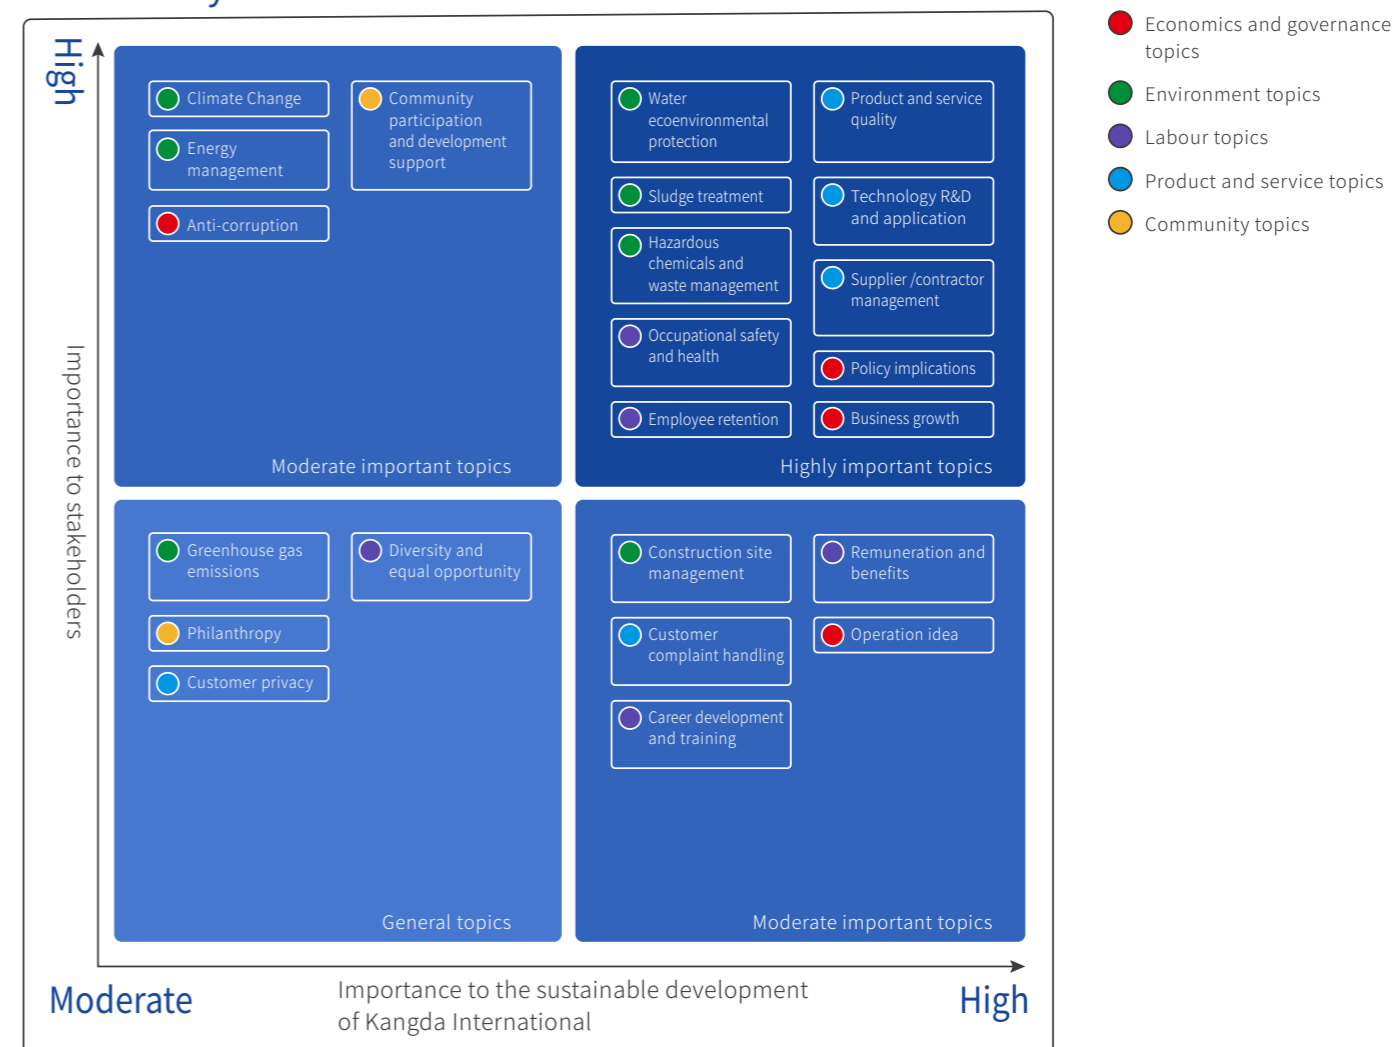 High
Importance to stakeholders
Climate Change
Energy
management
Anti-corruption
Community
participation
and development
support
Moderate important topics
Water
ecoenvironmental
protection
Sludge treatment
Hazardous
chemicals and
waste management
Occupational safety
and health
Employee retention
Product and service
quality
Technology R&D
and application
Supplier /contractor
management
Policy implications
Business growth
Highly important topics
Greenhouse gas
emissions
Philanthropy
Customer privacy
Diversity and
equal opportunity
General topics
Construction site
management
Customer
complaint handling
Career development
and training
Remuneration and
benefits
Operation idea
Moderate important topics
Moderate
Importance to the sustainable development
of Kangda International
High
Economics and governance
topics
Environment topics
Labour topics
Product and service topics
Community topics